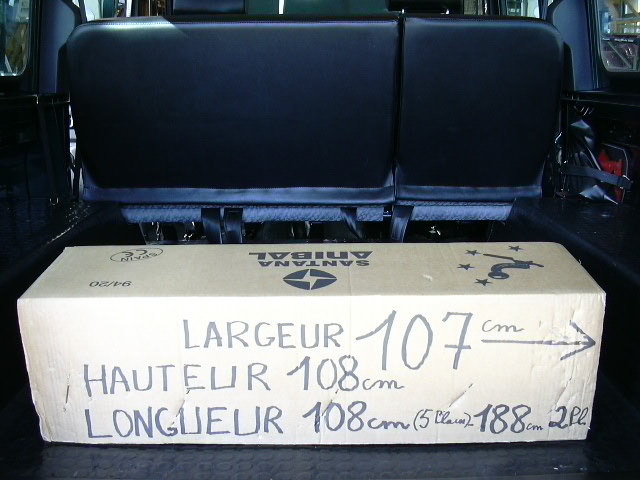 SANTANA
ANIBAL
SPAIN
CE
94/20
LARGEUR 107 cm
HAUTEUR 108 cm
LONGUEUR 108 cm (5 Places) 188 cm 2 Pl.